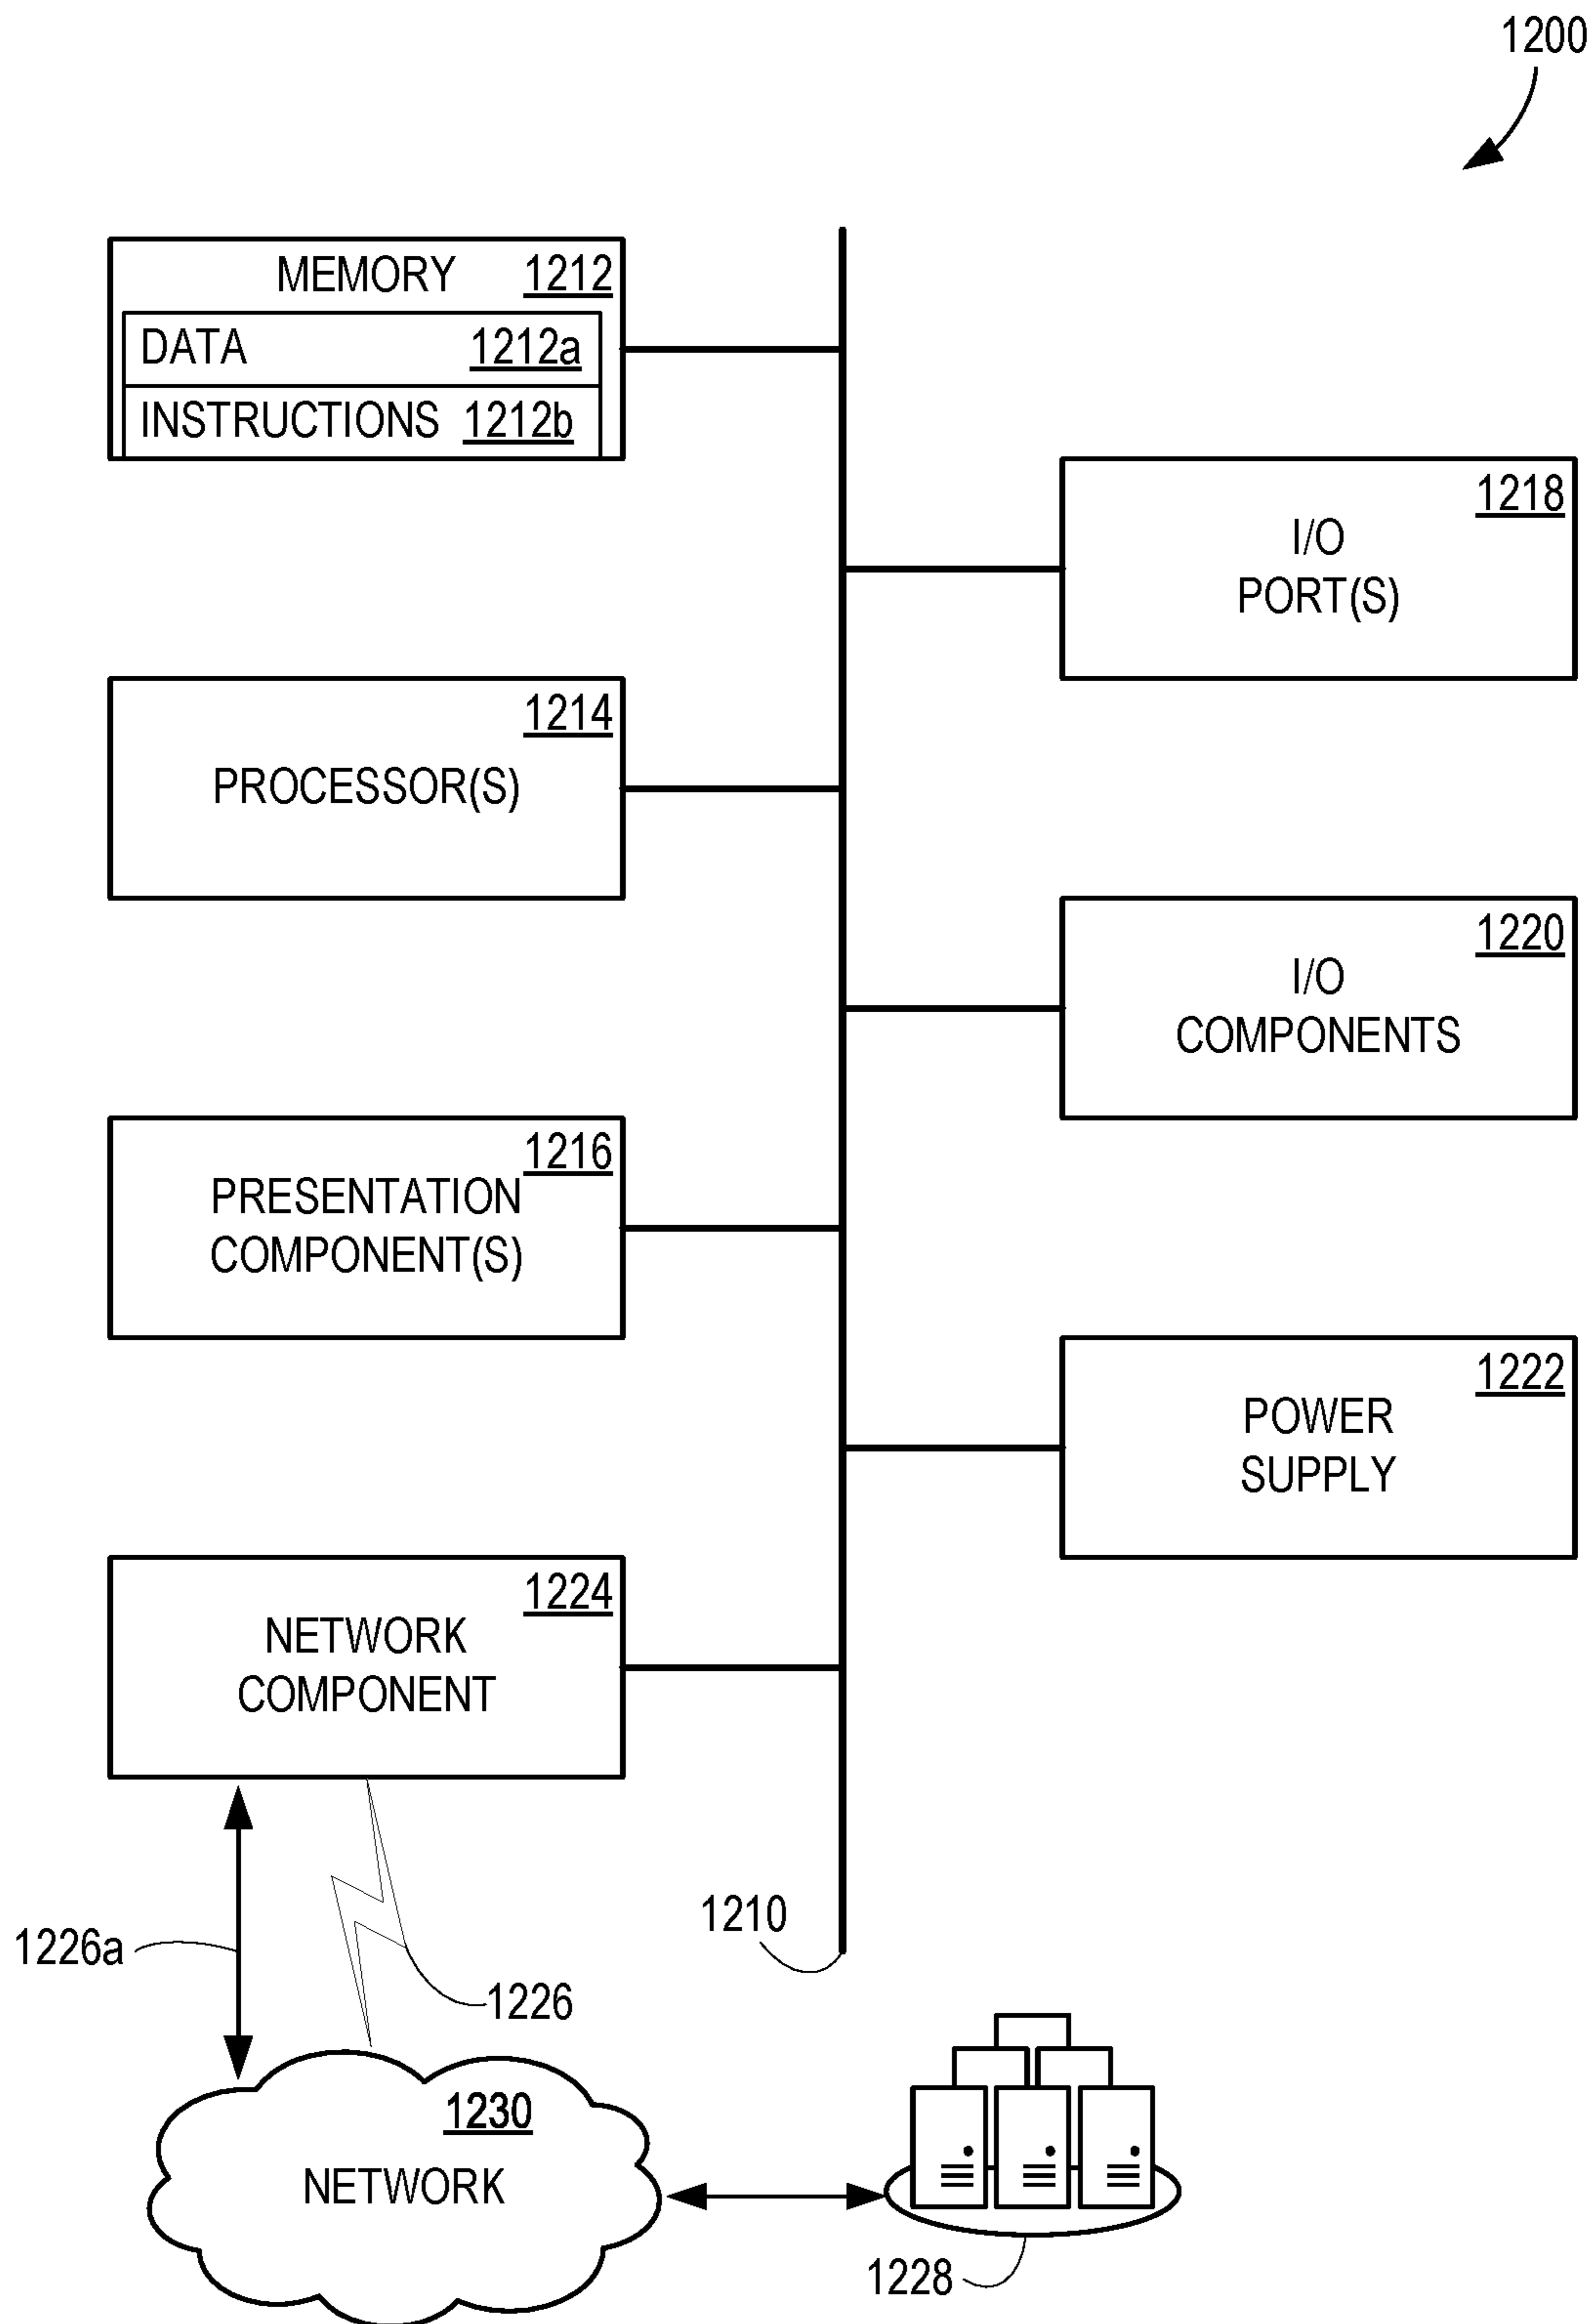 1200
MEMORY 1212
DATA 1212a
INSTRUCTIONS 1212b
1218
I/O
PORT(S)
1214
PROCESSOR(S)
1220
I/O
COMPONENTS
1216
PRESENTATION
COMPONENT(S)
1222
POWER
SUPPLY
1224
NETWORK
COMPONENT
1210
1226a
1226
1230
NETWORK
1228